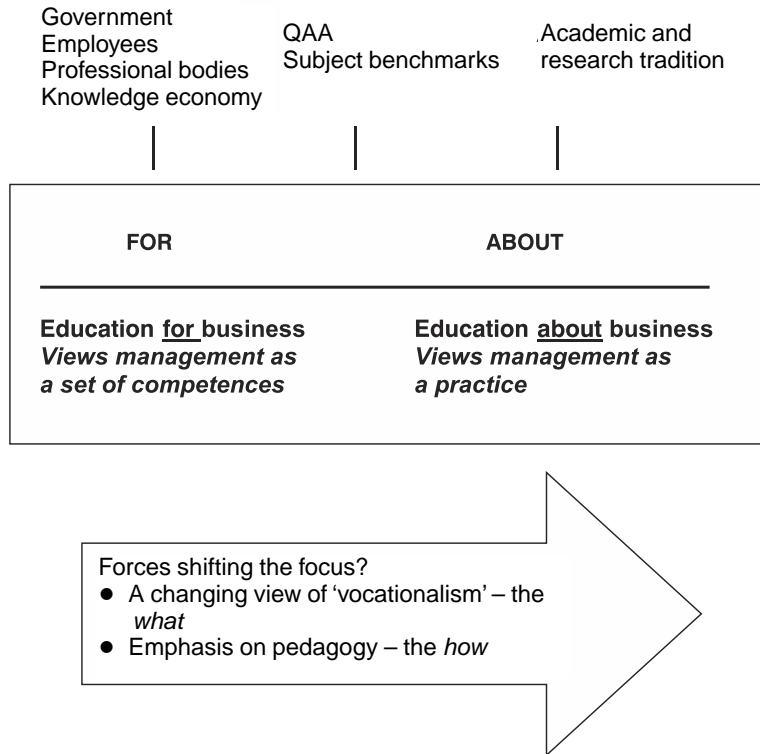 Government
Employees
Professional bodies
Knowledge economy
QAA
Subject benchmarks
Academic and
research tradition
FOR
ABOUT
Education for business
Views management as
a set of competences
Education about business
Views management as
a practice
Forces shifting the focus?
● A changing view of ‘vocationalism’ – the
what
● Emphasis on pedagogy – the how